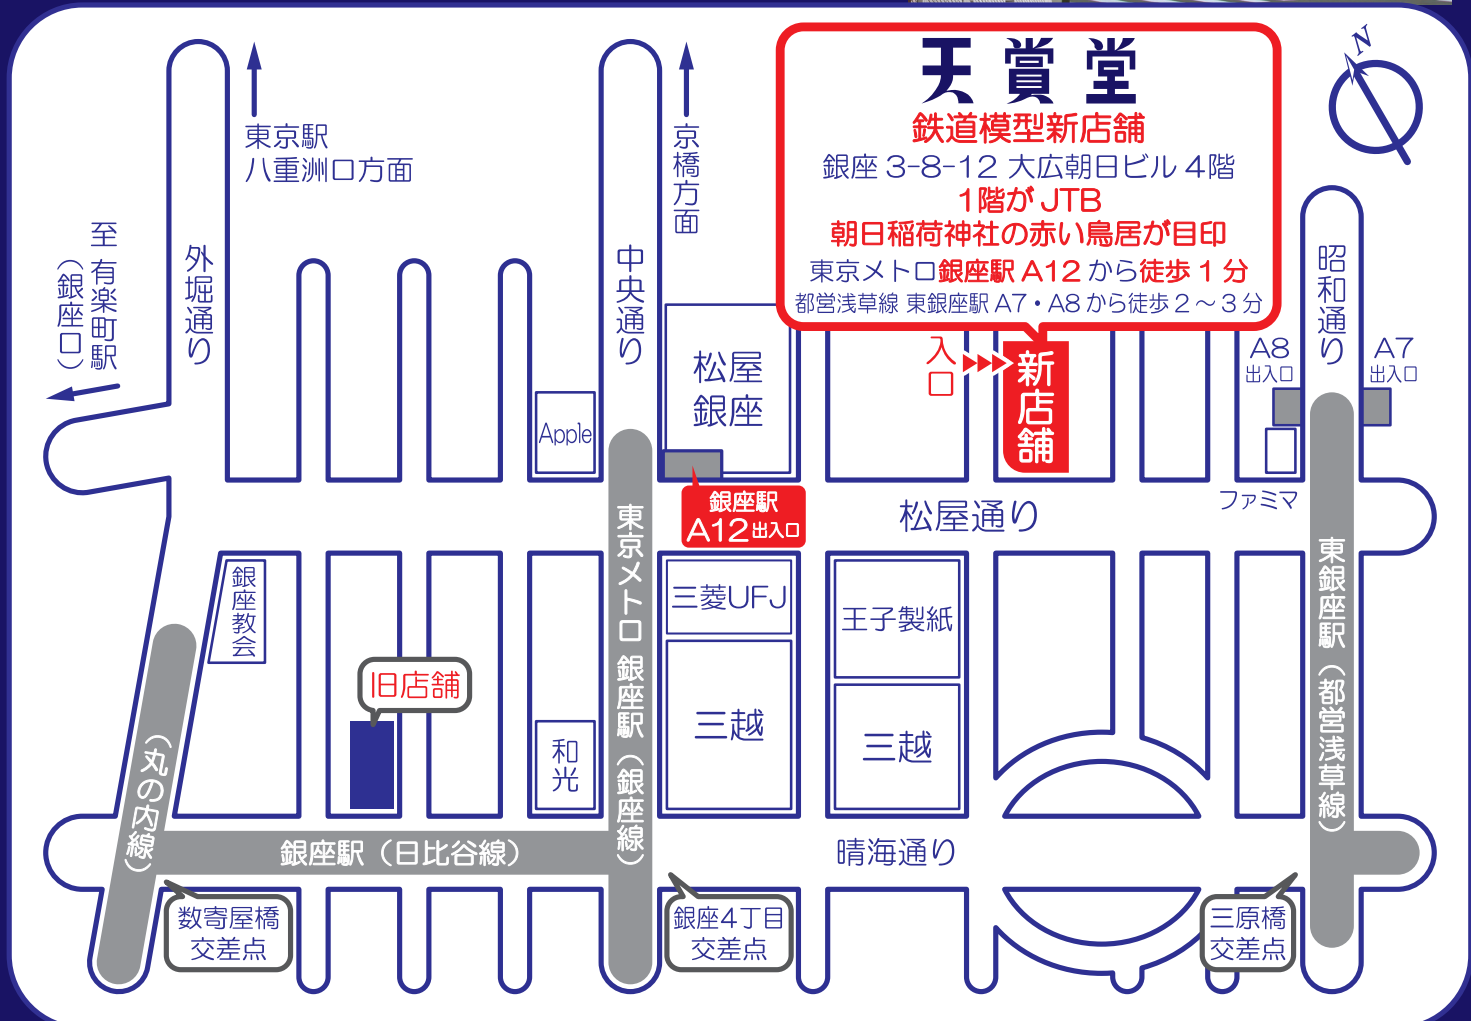 天賞堂
鉄道模型新店舗
銀座 3-8-12 大広朝日ビル 4階
1階が JTB
朝日稲荷神社の赤い鳥居が目印
東京メトロ銀座駅 A12 から徒歩 1 分
都営浅草線 東銀座駅 A7・A8 から徒歩 2 ～ 3 分
N
東京駅
八重洲口方面
京橋方面
至 有楽町駅
（銀座口）
外堀通り
中央通り
昭和通り
松屋
銀座
Apple
入口
新店舗
A8
出入口
A7
出入口
ファミマ
銀座駅
A12 出入口
松屋通り
銀座教会
旧店舗
和光
三菱UFJ
三越
王子製紙
三越
東京メトロ 銀座駅（銀座線）
東銀座駅（都営浅草線）
（丸の内線）
銀座駅（日比谷線）
晴海通り
数寄屋橋
交差点
銀座4丁目
交差点
三原橋
交差点